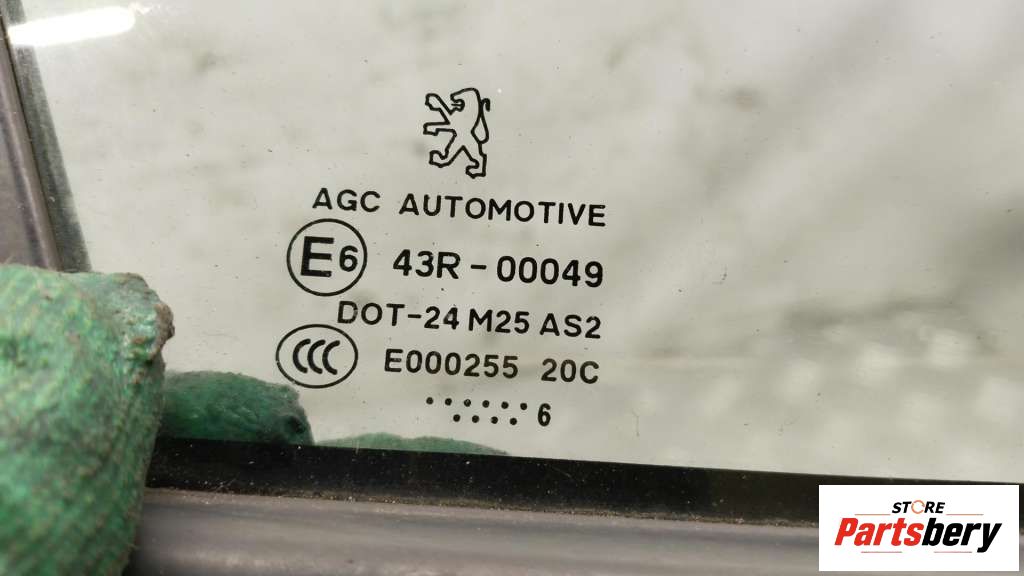 AGC AUTOMOTIVE
E6 43R-00049
DOT-24 M25 AS2
CCC E000255 20C
.......... 6
STORE
Partsbery